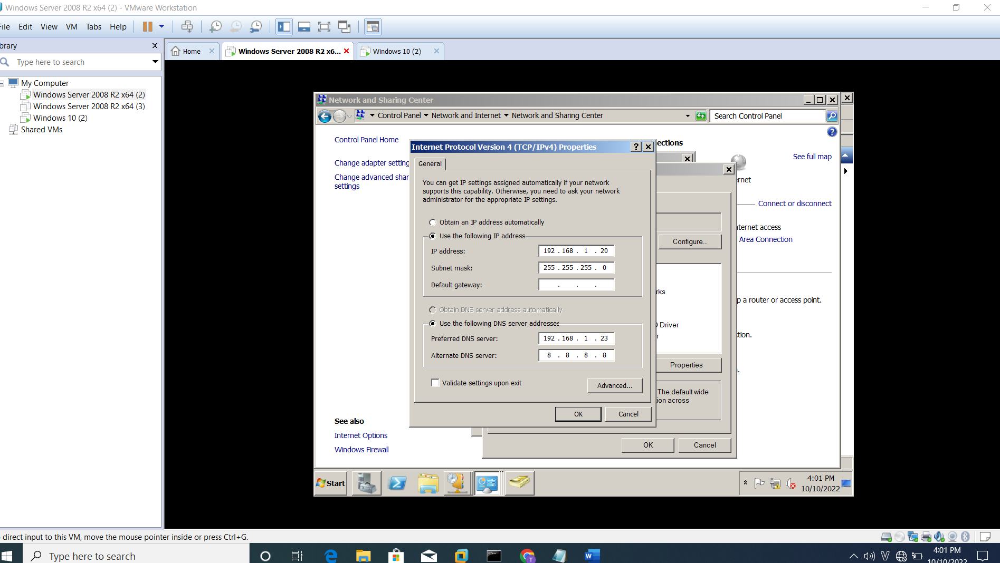 Windows Server 2008 R2 x64 (2) - VMware Workstation
File Edit View VM Tabs Help
brary
Type here to search
Home
Windows Server 2008 R2 x6...
Windows 10 (2)
My Computer
Windows Server 2008 R2 x64 (2)
Windows Server 2008 R2 x64 (3)
Windows 10 (2)
Shared VMs
Network and Sharing Center
Control Panel Network and Internet Network and Sharing Center
Search Control Panel
Control Panel Home
Change adapter setting
Change advanced shar
settings
See also
Internet Options
Windows Firewall
Internet Protocol Version 4 (TCP/IPv4) Properties
General
You can get IP settings assigned automatically if your network
supports this capability. Otherwise, you need to ask your network
administrator for the appropriate IP settings.
Obtain an IP address automatically
Use the following IP address
IP address: 192 . 168 . 1 . 20
Subnet mask: 255 . 255 . 255 . 0
Default gateway: . . .
Obtain DNS server address automatically
Use the following DNS server addresses
Preferred DNS server: 192 . 168 . 1 . 23
Alternate DNS server: 8 . 8 . 8 . 8
Validate settings upon exit
Advanced...
OK Cancel
ections
See full map
rnet
Connect or disconnect
ternet access
Area Connection
Configure...
rks
p a router or access point.
Driver
r
tion.
Properties
.
The default wide
ion across
OK Cancel
Start
4:01 PM
10/10/2022
direct input to this VM, move the mouse pointer inside or press Ctrl+G.
Type here to search
4:01 PM
10/10/2022